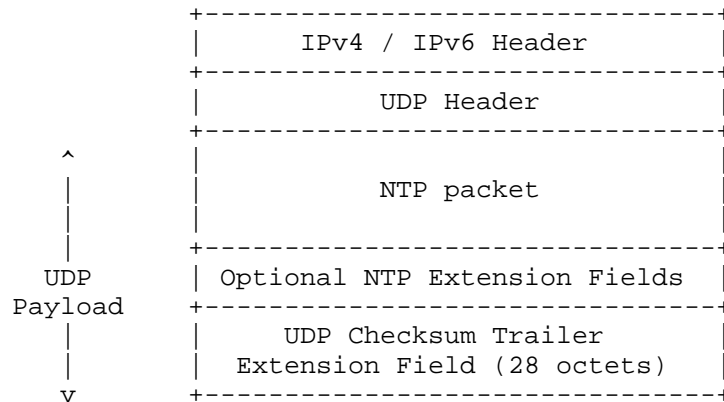 IPv4 / IPv6 Header
UDP Header
NTP packet
UDP
Payload
Optional NTP Extension Fields
UDP Checksum Trailer
Extension Field (28 octets)